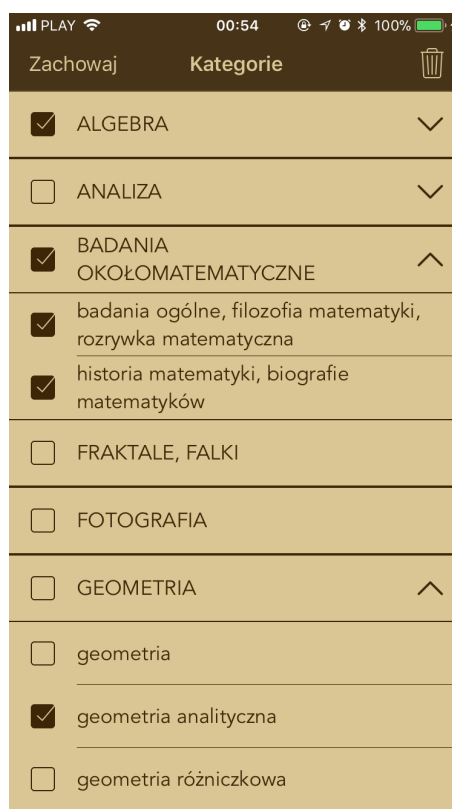 PLAY 00:54 100%
Zachowaj Kategorie
ALGEBRA
ANALIZA
BADANIA
OKOŁOMATEMATYCZNE
badania ogólne, filozofia matematyki,
rozrywka matematyczna
historia matematyki, biografie
matematyków
FRAKTALE, FALKI
FOTOGRAFIA
GEOMETRIA
geometria
geometria analityczna
geometria różniczkowa